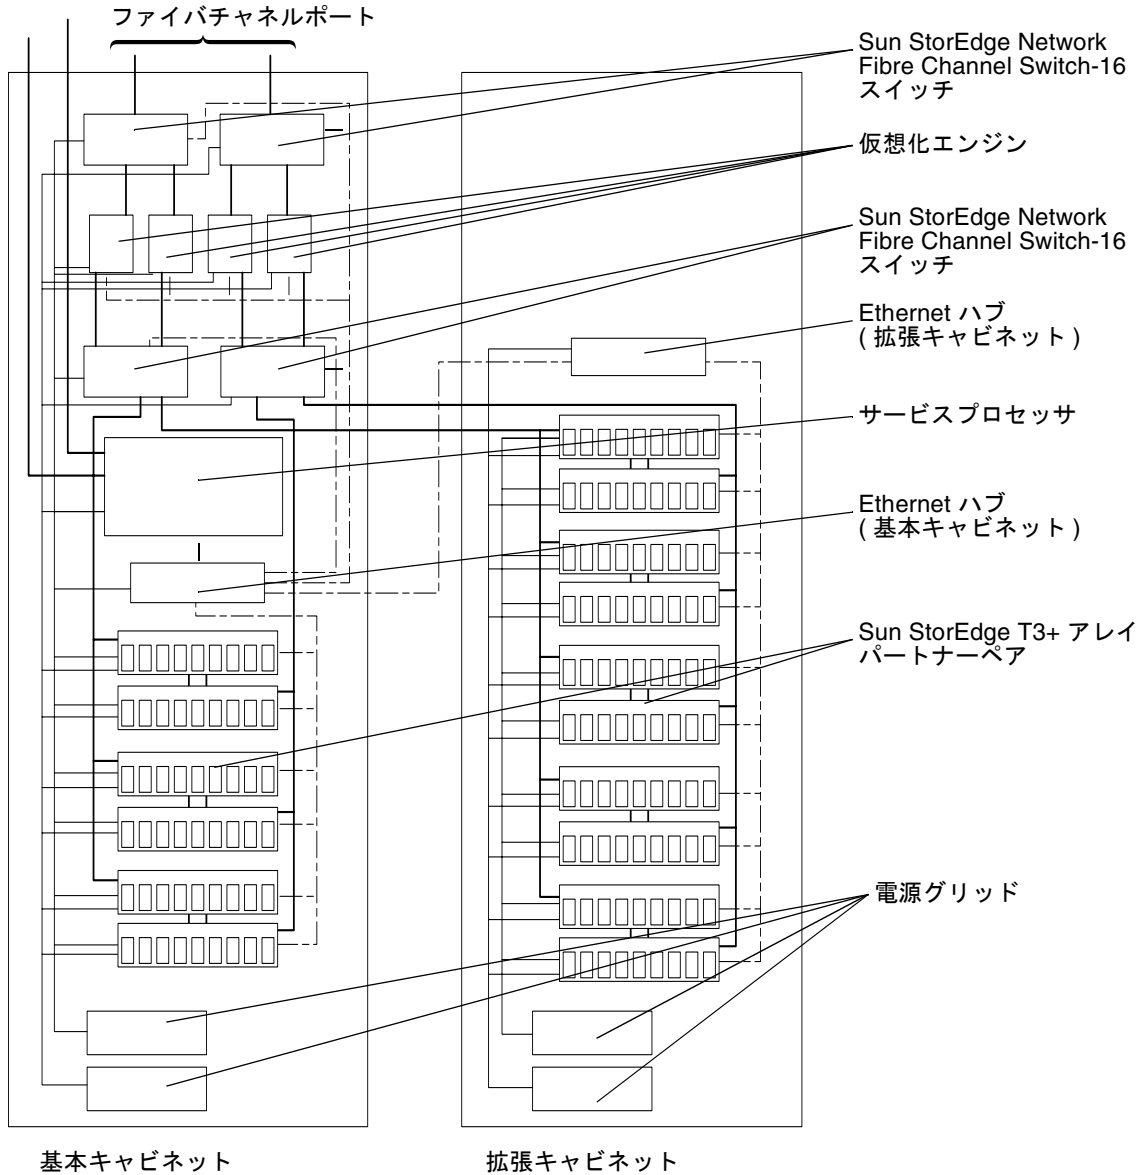 ファイバチャネルポート
Sun StorEdge Network
Fibre Channel Switch-16
スイッチ
仮想化エンジン
Sun StorEdge Network
Fibre Channel Switch-16
スイッチ
Ethernet ハブ
( 拡張キャビネット )
サービスプロセッサ
Ethernet ハブ
( 基本キャビネット )
Sun StorEdge T3+ アレイ
パートナーペア
電源グリッド
基本キャビネット
拡張キャビネット